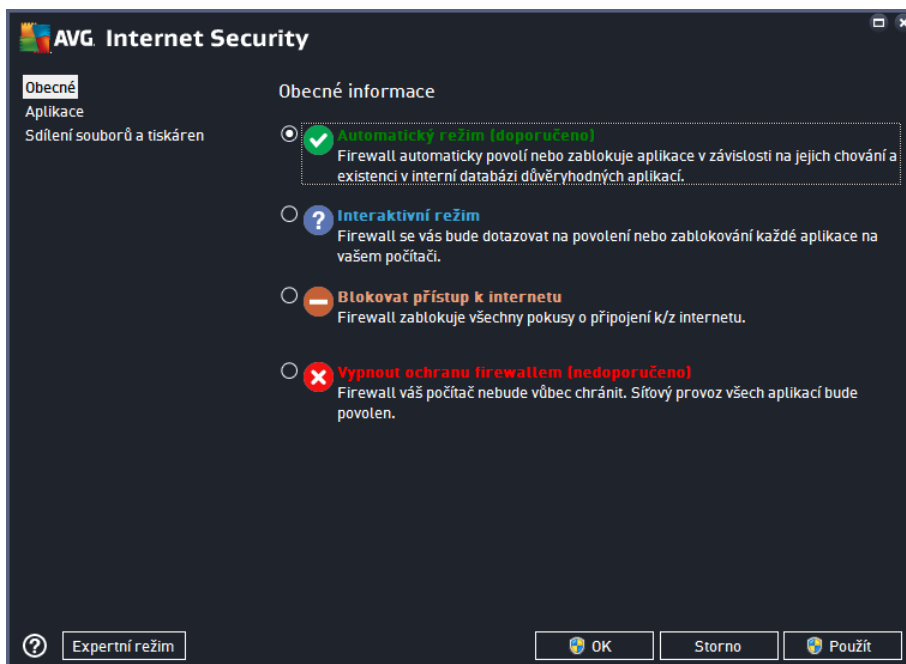 AVG. Internet Security
Obecné
Aplikace
Sdílení souborů a tiskáren
Obecné informace
Automatický režim (doporučeno)
Firewall automaticky povolí nebo zablokuje aplikace v závislosti na jejich chování a
existenci v interní databázi důvěryhodných aplikací.
Interaktivní režim
Firewall se vás bude dotazovat na povolení nebo zablokování každé aplikace na
vašem počítači.
Blokovat přístup k internetu
Firewall zablokuje všechny pokusy o připojení k/z internetu.
Vypnout ochranu firewallem (nedoporučeno)
Firewall váš počítač nebude vůbec chránit. Síťový provoz všech aplikací bude
povolen.
Expertní režim
OK
Storno
Použít